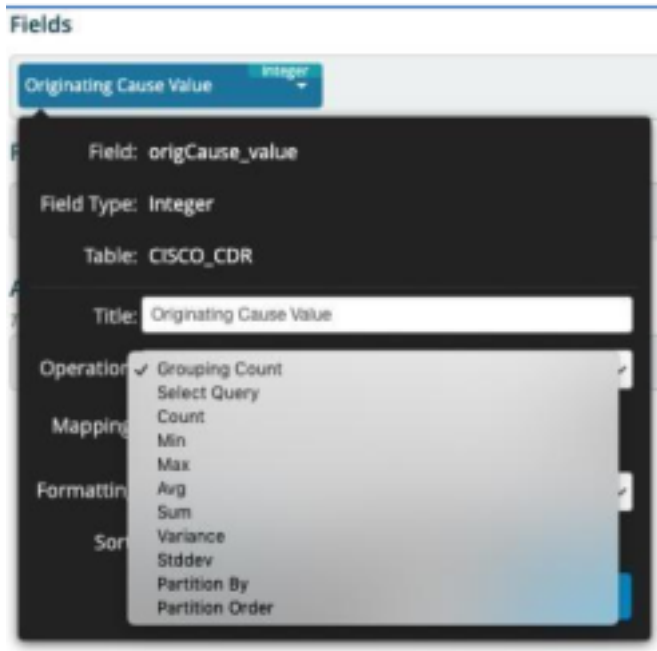 Fields
Integer
Originating Cause Value
Field: origCause_value
Field Type: Integer
Table: CISCO_CDR
Title: Originating Cause Value
Operation ✓ Grouping Count
Select Query
Count
Mapping
Min
Max
Formattin
Avg
Sum
Sort
Variance
Stddev
Partition By
Partition Order